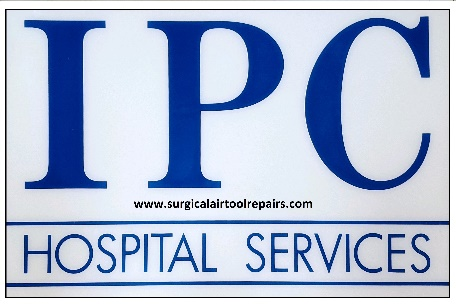 IPC
www.surgicalairtoolrepairs.com
HOSPITAL SERVICES